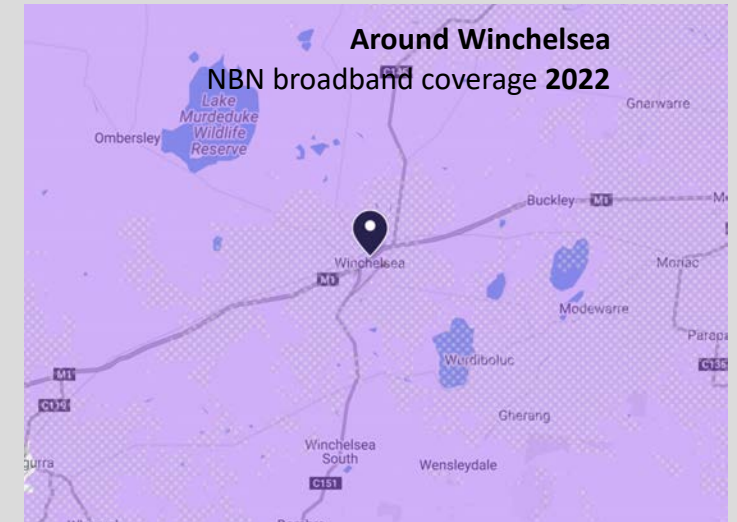 Around Winchelsea
NBN broadband coverage 2022
Lake
Murdeduke
Wildlife
Reserve
Ombersley
Gnarwarre
Buckley
M1
Winchelsea
M1
Moriac
Modewarre
Wurdiboluc
M1
Gherang
Winchelsea
South
Wensleydale
C151